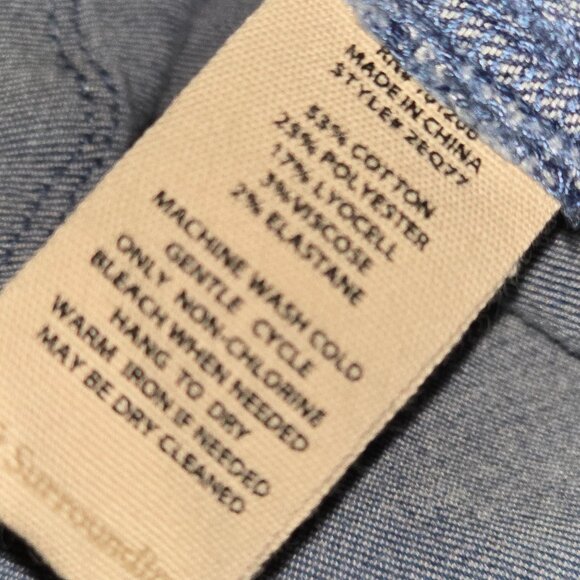 MADE IN CHINA
STYLE# 2EQ77
53% COTTON
25% POLYESTER
17% LYOCELL
3% VISCOSE
2% ELASTANE
MACHINE WASH COLD
GENTLE CYCLE
ONLY NON-CHLORINE
BLEACH WHEN NEEDED
HANG TO DRY
WARM IRON IF NEEDED
MAY BE DRY CLEANED